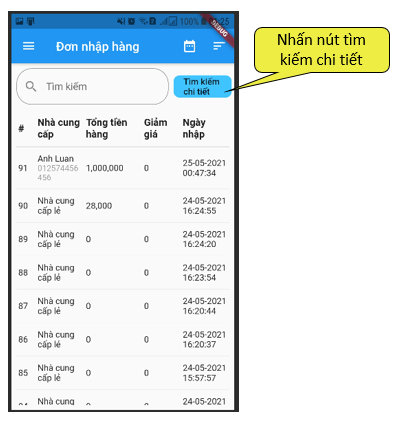 100%
25
DEBUG
Đơn nhập hàng
Nhấn nút tìm
kiếm chi tiết
Tìm kiếm
Tìm kiếm
chi tiết
# Nhà cung cấp Tổng tiền hàng Giảm giá Ngày nhập
91 Anh Luan 012574456 456 1,000,000 0 25-05-2021 00:47:34
90 Nhà cung cấp lẻ 28,000 0 24-05-2021 16:24:55
89 Nhà cung cấp lẻ 0 0 24-05-2021 16:24:20
88 Nhà cung cấp lẻ 0 0 24-05-2021 16:23:54
87 Nhà cung cấp lẻ 0 0 24-05-2021 16:20:44
86 Nhà cung cấp lẻ 0 0 24-05-2021 16:20:37
85 Nhà cung cấp lẻ 0 0 24-05-2021 15:57:57
Nhà cung 24-05-2021